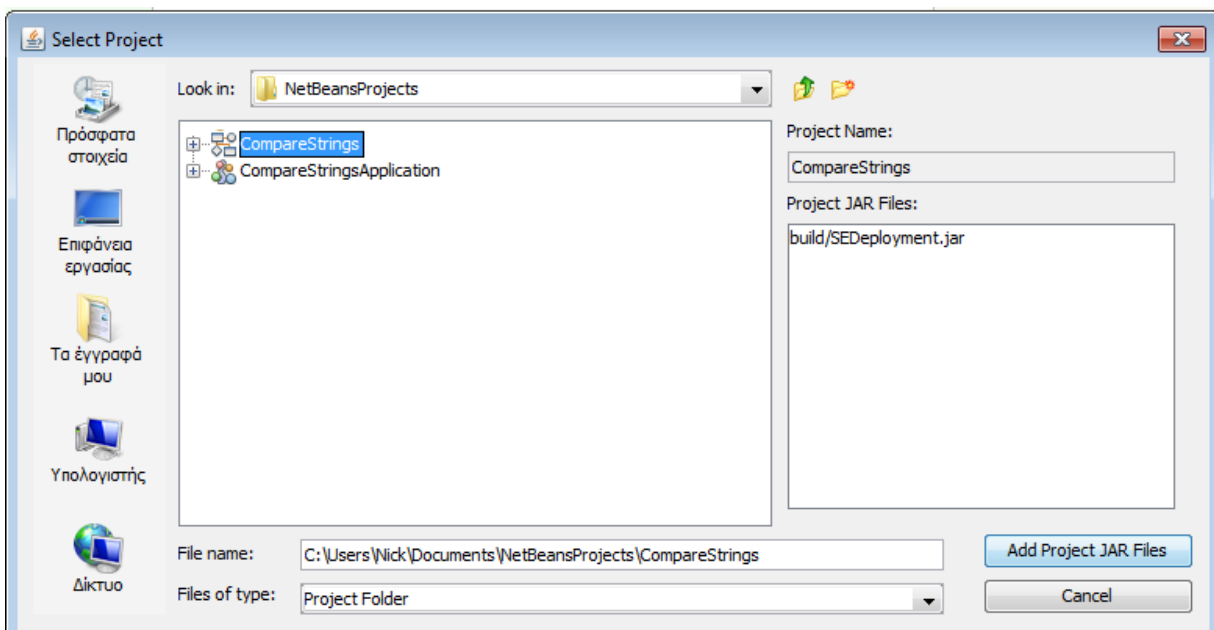 Select Project
Look in:
NetBeansProjects
Πρόσφατα
στοιχεία
Επιφάνεια
εργασίας
Τα έγγραφά
μου
Υπολογιστής
Δίκτυο
CompareStrings
CompareStringsApplication
Project Name:
CompareStrings
Project JAR Files:
build/SEDeployment.jar
File name:
C:\Users\Nick\Documents\NetBeansProjects\CompareStrings
Add Project JAR Files
Files of type:
Project Folder
Cancel